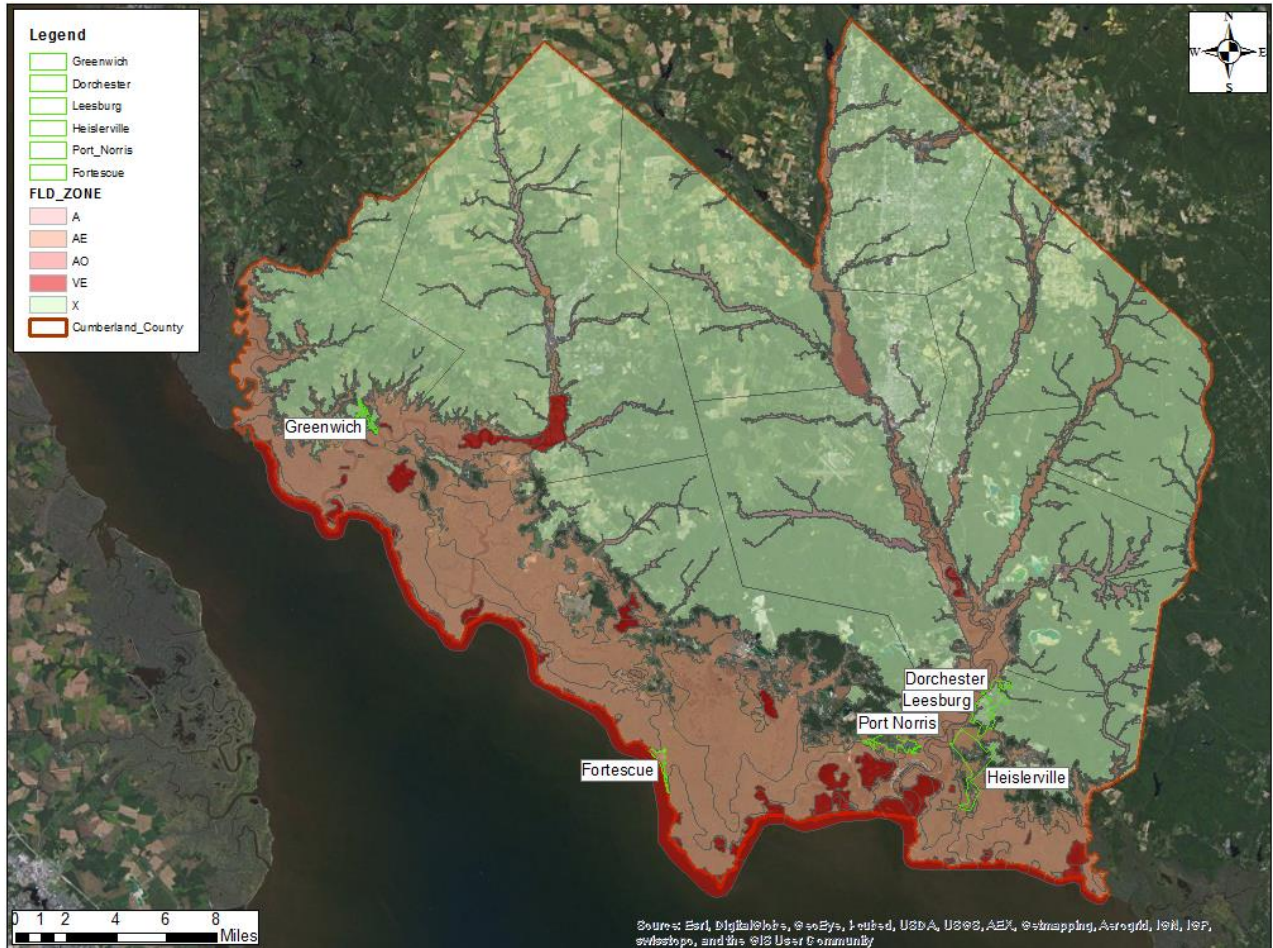 Legend
Greenwich
Dorchester
Leesburg
Heislerville
Port_Norris
Fortescue
FLD_ZONE
A
AE
AO
VE
X
Cumberland_County
N
W E
S
Greenwich
Dorchester
Leesburg
Port Norris
Fortescue
Heislerville
0 1 2 4 6 8
Miles
Source: Esri, DigitalGlobe, GeoEye, i-cubed, USDA, USGS, AEX, Getmapping, Aerogrid, IGN, IGP,
swisstopo, and the GIS User Community